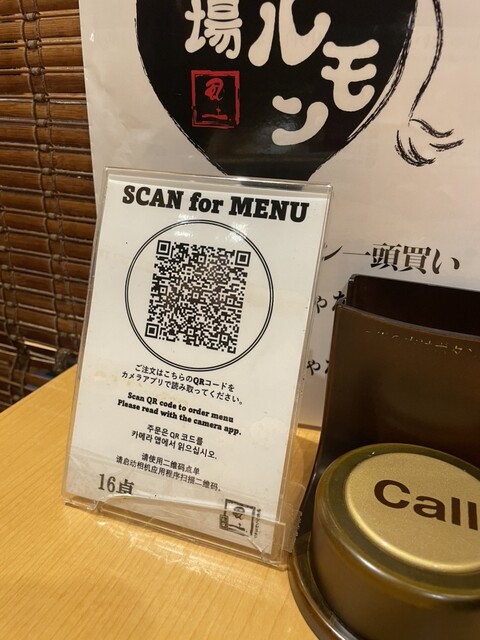 場ルモン
SCAN for MENU
ご注文はこちらのQRコードを
カメラアプリで読み取ってください。
Scan QR code to order menu
Please read with the camera app.
주문은 QR 코드를
카메라 앱에서 읽으십시오.
请使用二维码点单
请启动相机应用程序扫描二维码。
16卓
ン一頭買い
Call